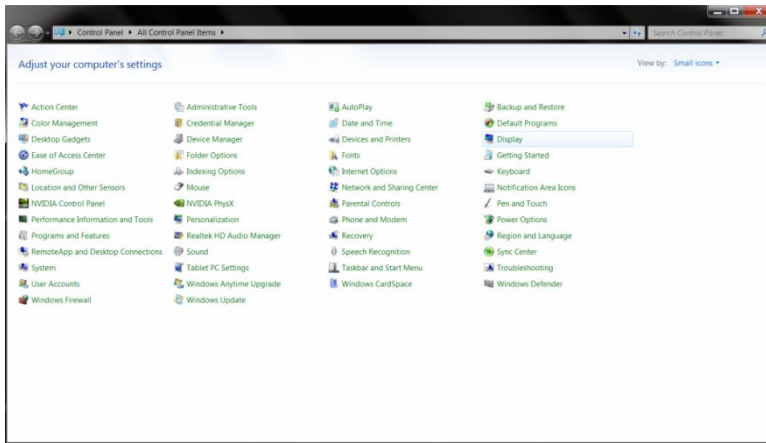 Control Panel ▸ All Control Panel Items ▸
Search Control Panel
Adjust your computer's settings
View by: Small icons
Action Center
Administrative Tools
AutoPlay
Backup and Restore
Color Management
Credential Manager
Date and Time
Default Programs
Desktop Gadgets
Device Manager
Devices and Printers
Display
Ease of Access Center
Folder Options
Fonts
Getting Started
HomeGroup
Indexing Options
Internet Options
Keyboard
Location and Other Sensors
Mouse
Network and Sharing Center
Notification Area Icons
NVIDIA Control Panel
NVIDIA PhysX
Parental Controls
Pen and Touch
Performance Information and Tools
Personalization
Phone and Modem
Power Options
Programs and Features
Realtek HD Audio Manager
Recovery
Region and Language
RemoteApp and Desktop Connections
Sound
Speech Recognition
Sync Center
System
Tablet PC Settings
Taskbar and Start Menu
Troubleshooting
User Accounts
Windows Anytime Upgrade
Windows CardSpace
Windows Defender
Windows Firewall
Windows Update